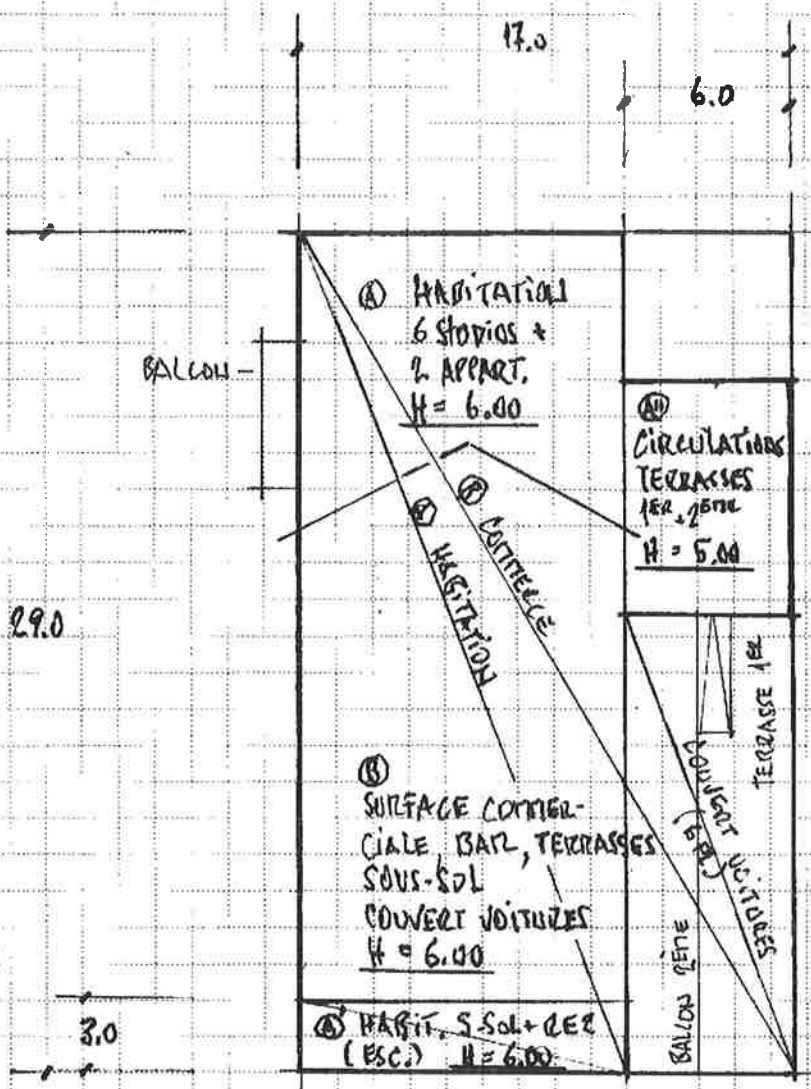 17.0
6.0
Ⓐ HABITATION
6 STUDIOS +
2 APPART.
H = 6.00
BALCON
A"
CIRCULATIONS
TERRASSES
1ER, 2ÈME
H = 5.00
COMMERCE
HABITATION
29.0
TERRASSE 1ER
COUVERT VOITURES
Ⓑ
SURFACE COMMER-
CIALE, BAR, TERRASSES
SOUS-SOL
COUVERT VOITURES
H = 6.00
BALCON 2ÈME
3.0
A' HABIT. S-SOL + REZ
(ESC.) H = 6.00